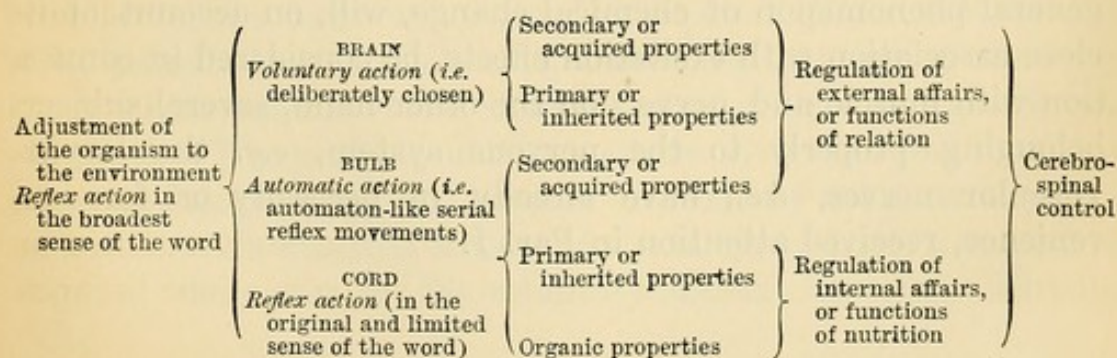 Adjustment of
the organism to
the environment
Reflex action in
the broadest
sense of the word
BRAIN
Voluntary action (i.e.
deliberately chosen)
BULB
Automatic action (i.e.
automaton-like serial
reflex movements)
CORD
Reflex action (in the
original and limited
sense of the word)
Secondary or
acquired properties
Primary or
inherited properties
Secondary or
acquired properties
Primary or
inherited properties
Organic properties
Regulation of
external affairs,
or functions
of relation
Regulation of
internal affairs,
or functions
of nutrition
Cerebro-
spinal
control